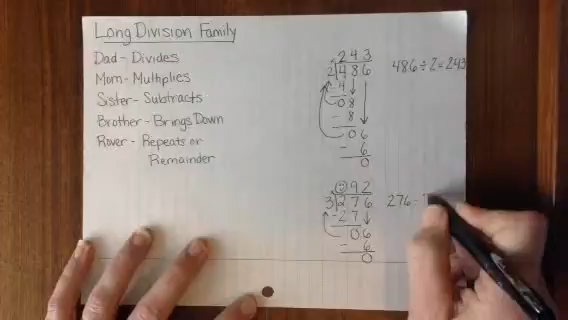 Long Division Family
Dad - Divides
Mom - Multiplies
Sister - Subtracts
Brother - Brings Down
Rover - Repeats or
Remainder
243
2 486
- 4
08
- 8
06
- 6
0
486 ÷ 2 = 243
92
3 276
- 27
06
- 6
0
276 ÷